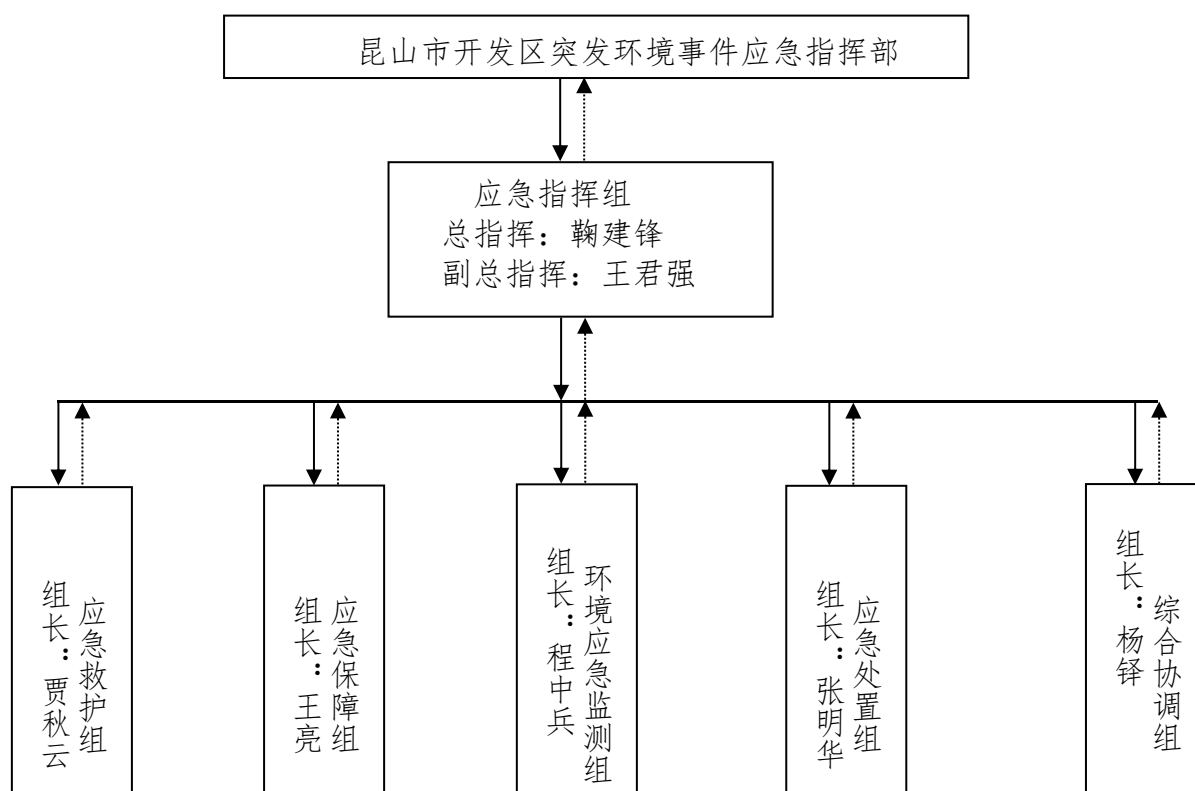 昆山市开发区突发环境事件应急指挥部
应急指挥组
总指挥：鞠建锋
副总指挥：王君强
应急救护组
组长：贾秋云
应急保障组
组长：王亮
环境应急监测组
组长：程中兵
应急处置组
组长：张明华
综合协调组
组长：杨铎